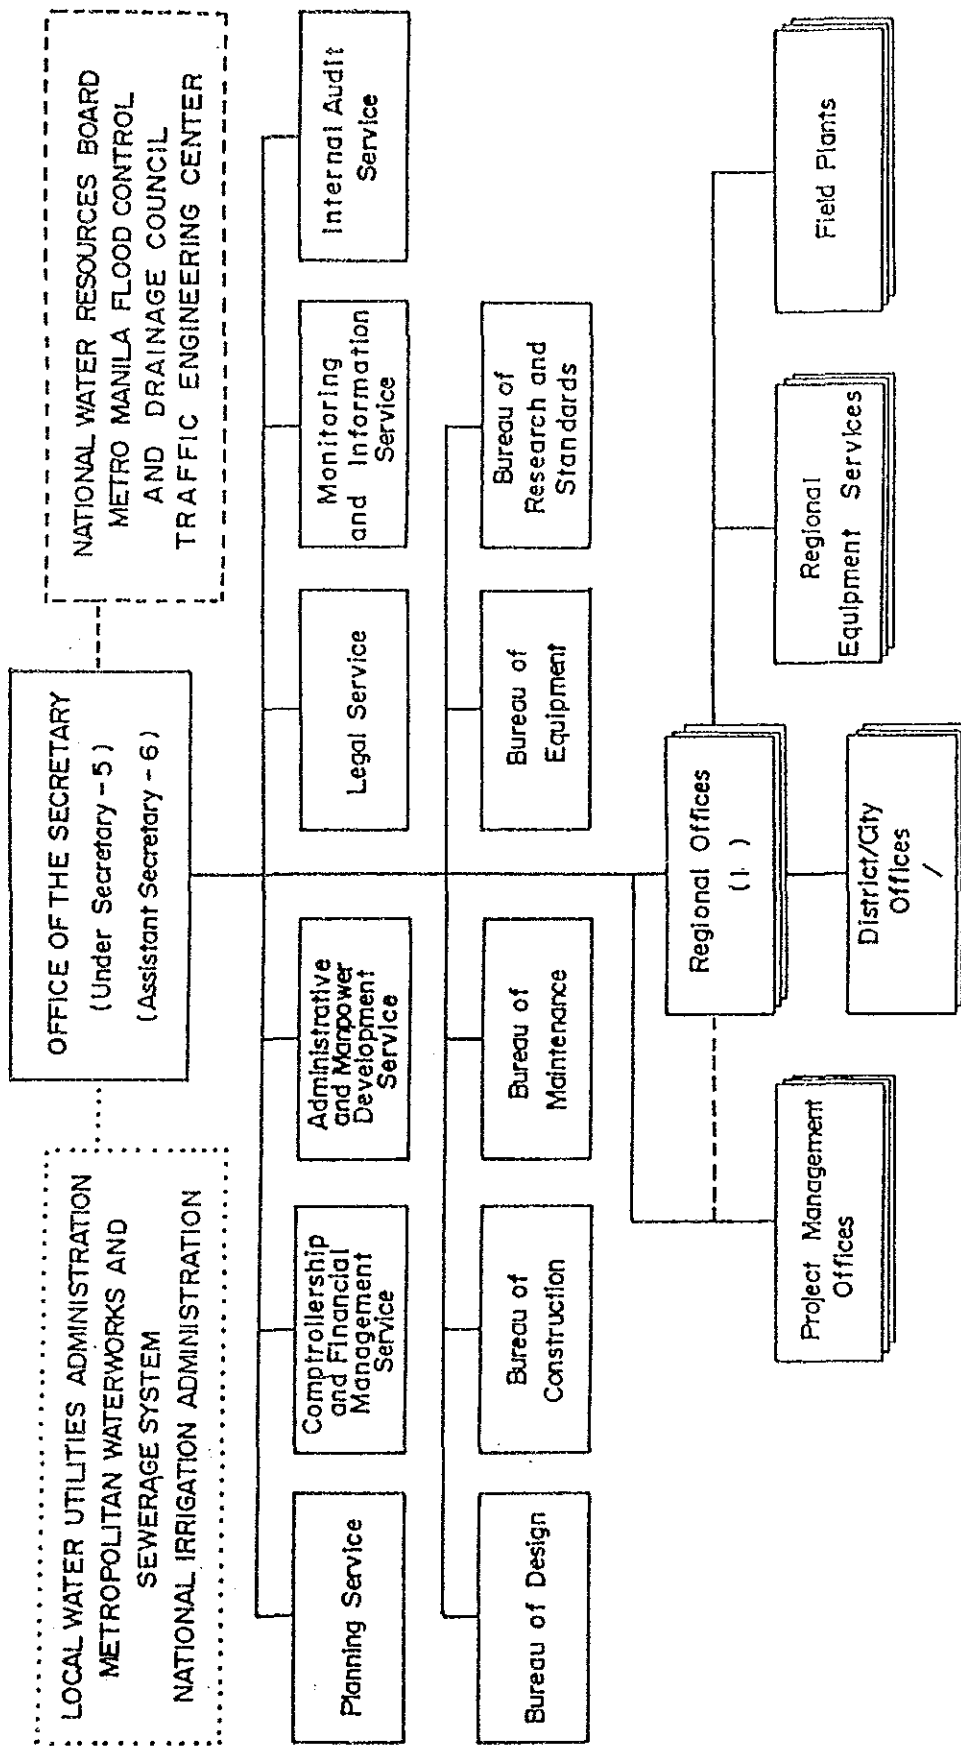 OFFICE OF THE SECRETARY
(Under Secretary - 5)
(Assistant Secretary - 6)
LOCAL WATER UTILITIES ADMINISTRATION
METROPOLITAN WATERWORKS AND
SEWERAGE SYSTEM
NATIONAL IRRIGATION ADMINISTRATION
NATIONAL WATER RESOURCES BOARD
METRO MANILA FLOOD CONTROL
AND DRAINAGE COUNCIL
TRAFFIC ENGINEERING CENTER
Planning Service
Comptrollership
and Financial
Management
Service
Administrative
and Manpower
Development
Service
Legal Service
Monitoring
and Information
Service
Internal Audit
Service
Bureau of Design
Bureau of
Construction
Bureau of
Maintenance
Bureau of
Equipment
Bureau of
Research and
Standards
Regional Offices
Project Management
Offices
District/City
Offices
Regional
Equipment Services
Field Plants